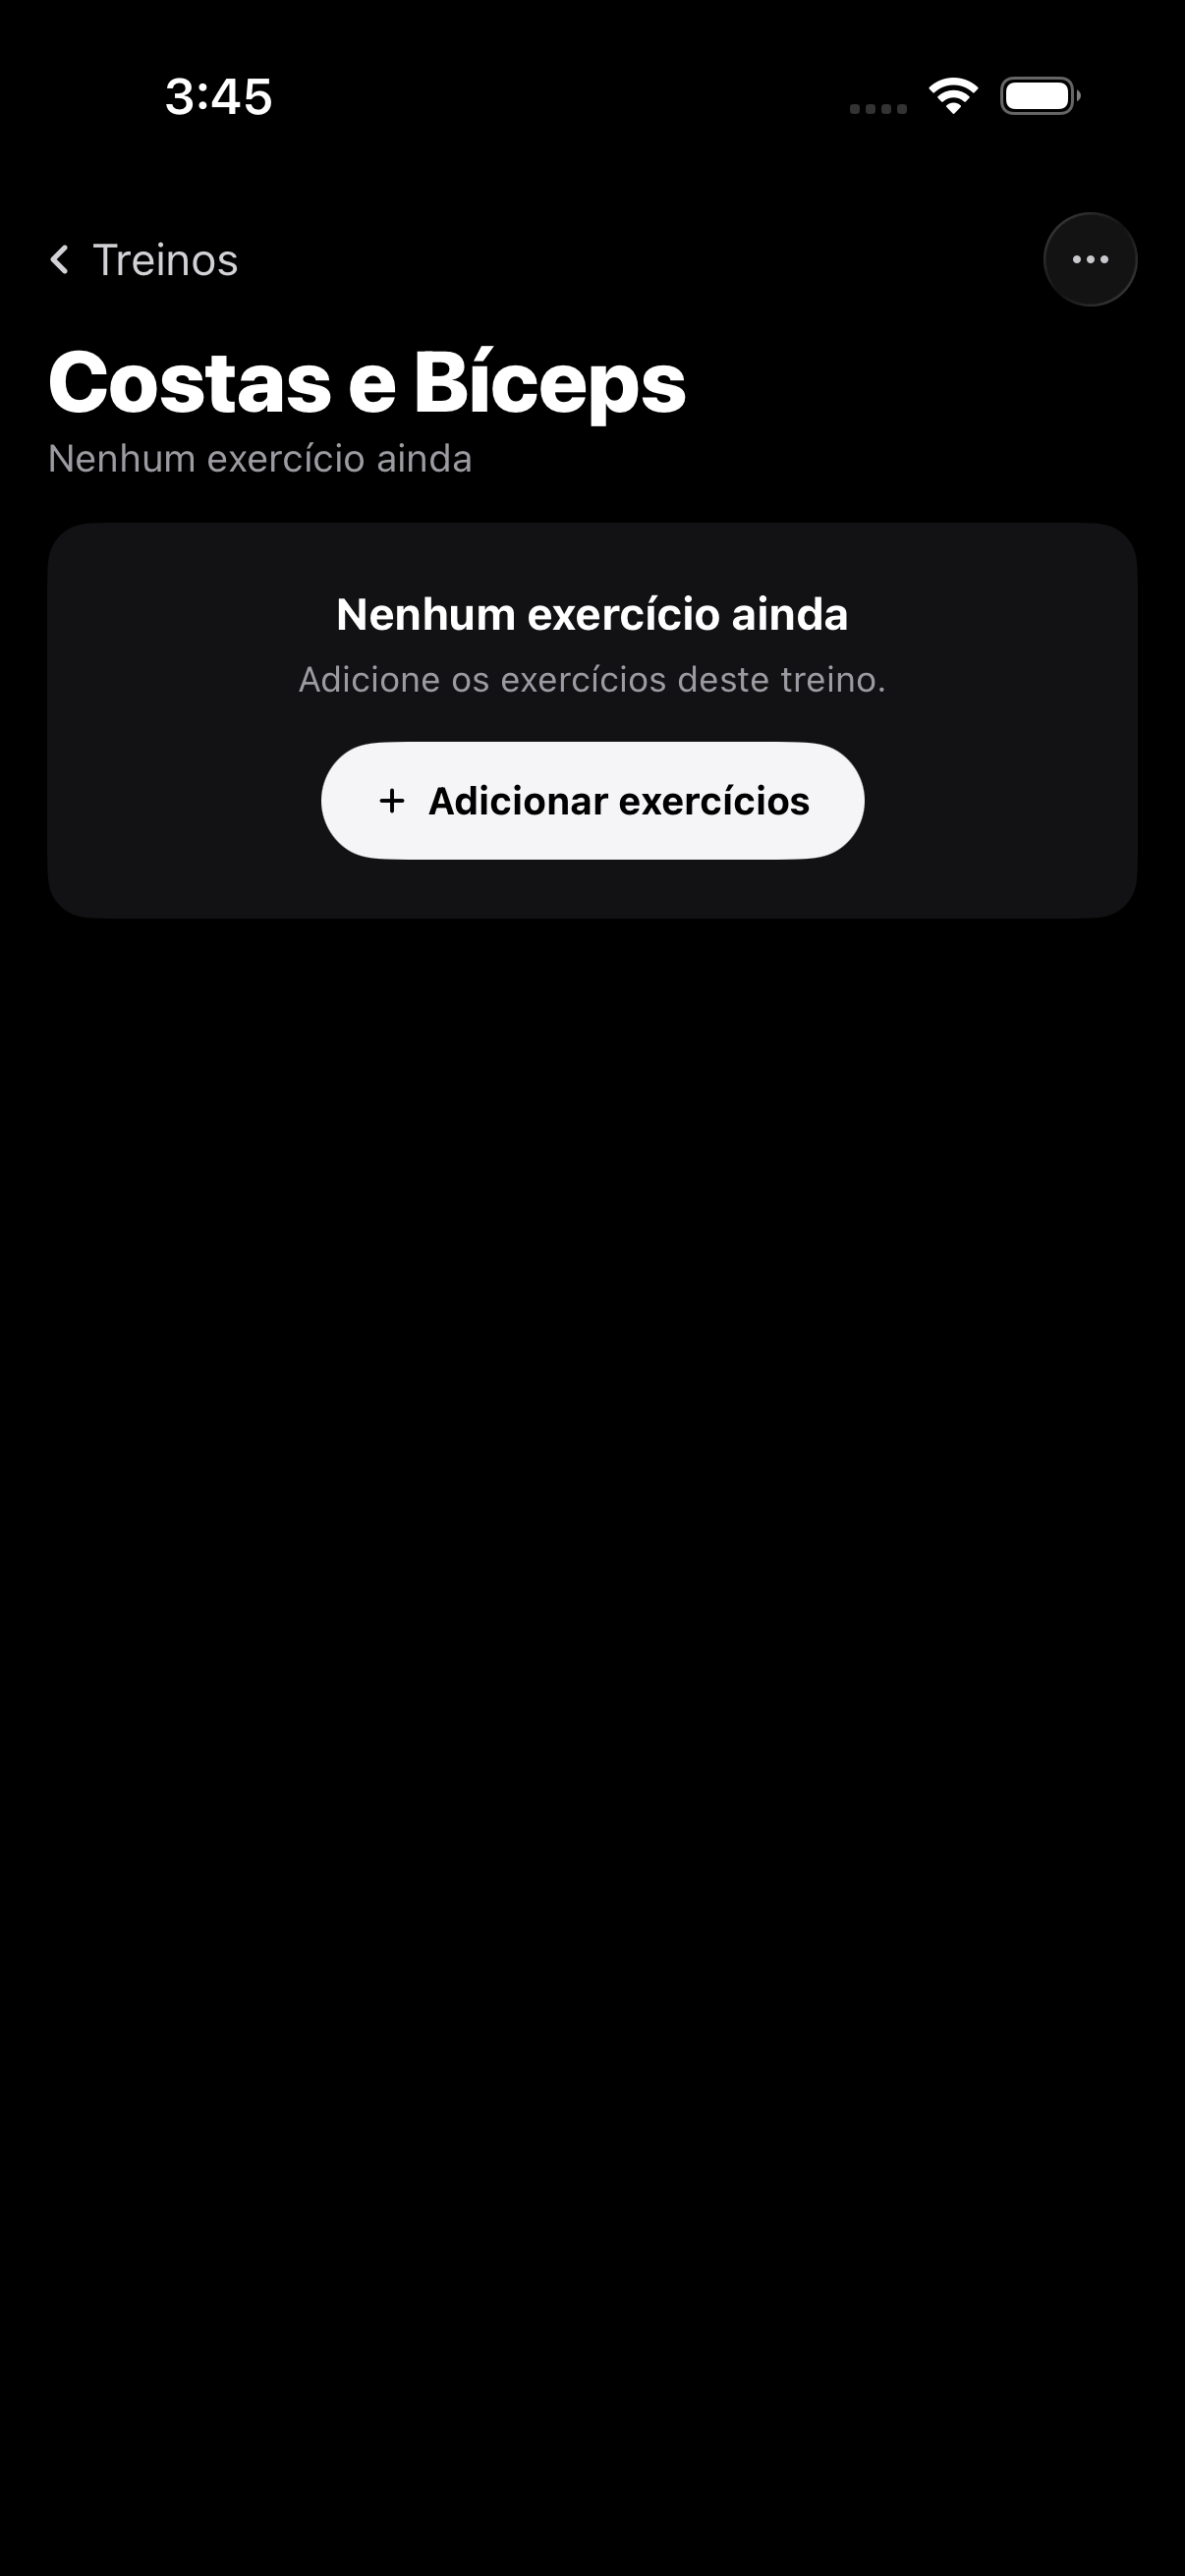 3:45
Treinos
Costas e Bíceps
Nenhum exercício ainda
Nenhum exercício ainda
Adicione os exercícios deste treino.
+ Adicionar exercícios